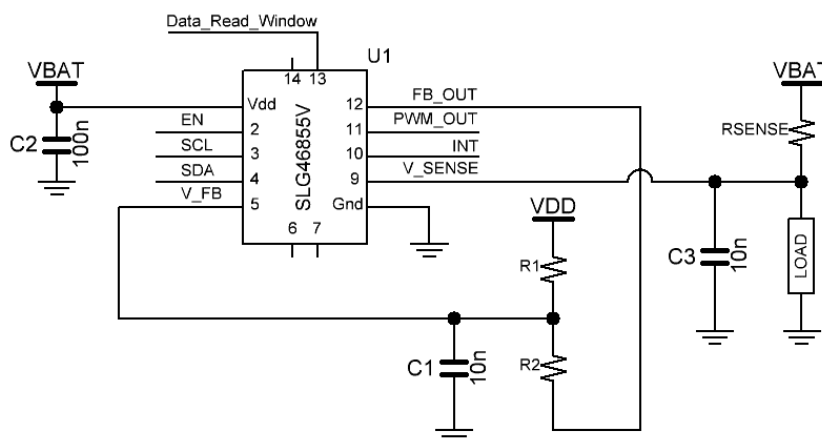 Data_Read_Window
U1
14 13
VBAT
C2
100n
Vdd
EN
2
SCL
3
SDA
4
V_FB
5
SLG46855V
6 7
12
FB_OUT
11
PWM_OUT
10
INT
9
V_SENSE
Gnd
VDD
R1
R2
C1
10n
VBAT
RSENSE
C3
10n
LOAD